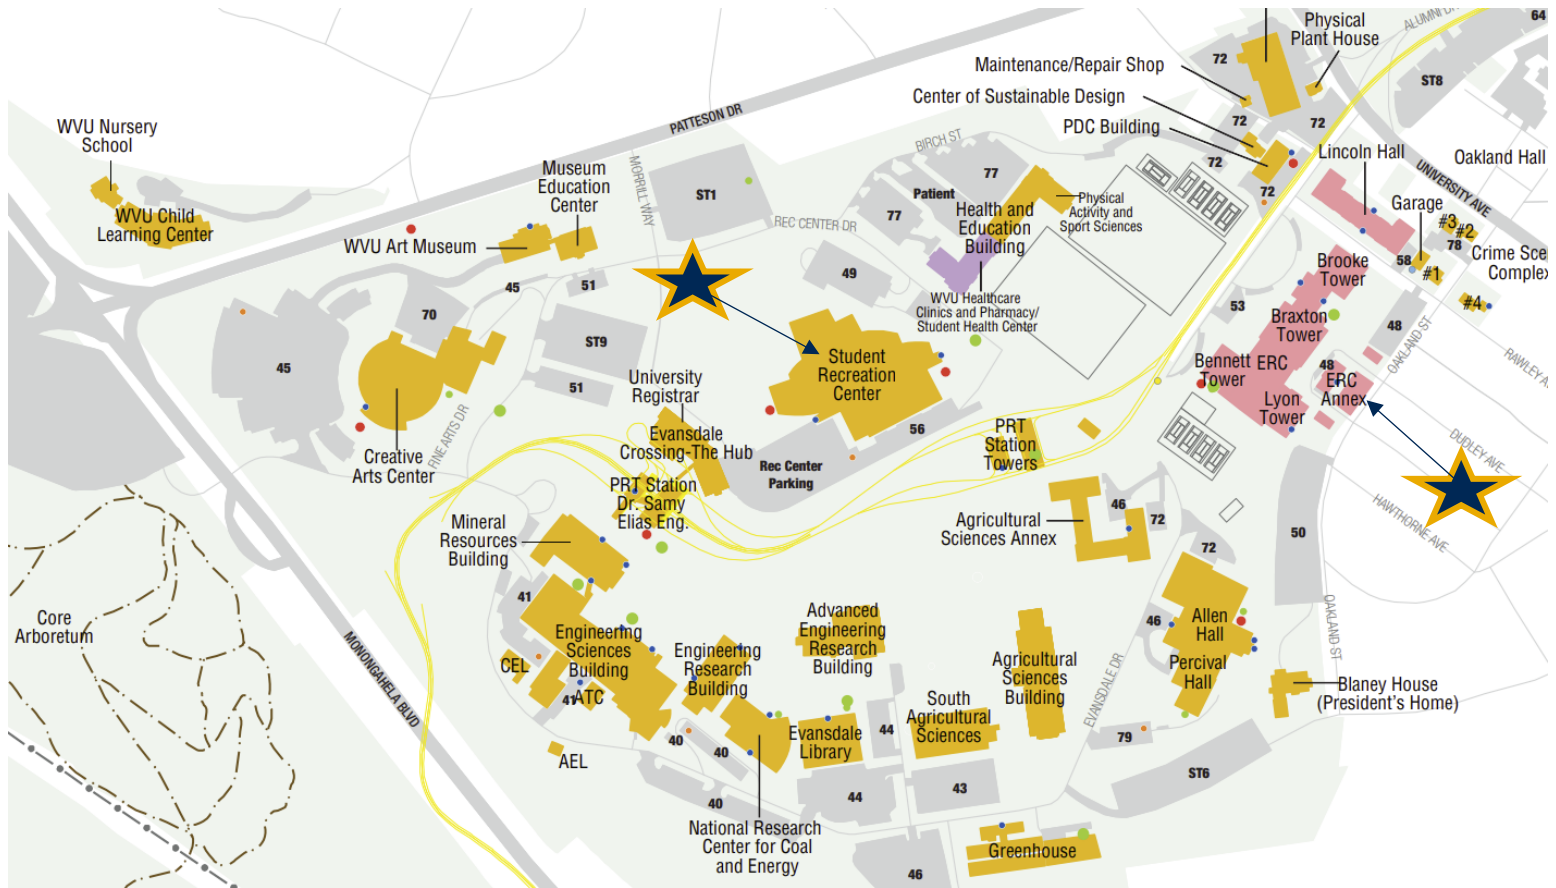 Physical
Plant House
ALUMNI DR
64
72
Maintenance/Repair Shop
ST8
Center of Sustainable Design
72
72
PDC Building
PATTESON DR
WVU Nursery
School
BIRCH ST
Lincoln Hall
Oakland Hall
72
UNIVERSITY AVE
Museum
Education
Center
MORRILL WAY
ST1
77
Patient
72
Physical
Activity and
Sport Sciences
Garage
WVU Child
Learning Center
77
Health and
Education
Building
REC CENTER DR
#3
#2
78
WVU Art Museum
58
#1
Crime Sce
Complex
Brooke
Tower
49
45
51
WVU Healthcare
Clinics and Pharmacy/
Student Health Center
#4
53
70
Braxton
Tower
48
OAKLAND ST
ST9
45
Student
Recreation
Center
Bennett
Tower
ERC
48
ERC
Annex
RAWLEY A
51
University
Registrar
Lyon
Tower
FINE ARTS DR
Evansdale
Crossing-The Hub
56
PRT
Station
Towers
DUDLEY AVE
Creative
Arts Center
Rec Center
Parking
PRT Station
Dr. Samy
Elias Eng.
HAWTHORNE AVE
46
72
Agricultural
Sciences Annex
50
Mineral
Resources
Building
72
41
OAKLAND ST
Core
Arboretum
Advanced
Engineering
Research
Building
46
Allen
Hall
Engineering
Sciences
Building
Engineering
Research
Building
MONONGAHELA BLVD
CEL
Agricultural
Sciences
Building
Percival
Hall
EVANSDALE DR
41
ATC
Blaney House
(President's Home)
South
Agricultural
Sciences
44
Evansdale
Library
79
40
40
AEL
ST6
43
44
40
National Research
Center for Coal
and Energy
Greenhouse
46